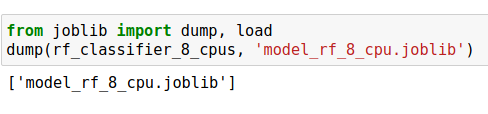 from joblib import dump, load
dump(rf_classifier_8_cpus, 'model_rf_8_cpu.joblib')
['model_rf_8_cpu.joblib']